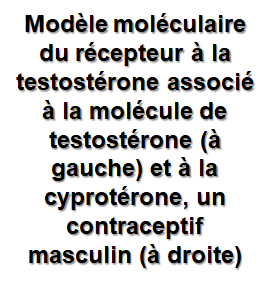 Modèle moléculaire
du récepteur à la
testostérone associé
à la molécule de
testostérone (à
gauche) et à la
cyprotérone, un
contraceptif
masculin (à droite)